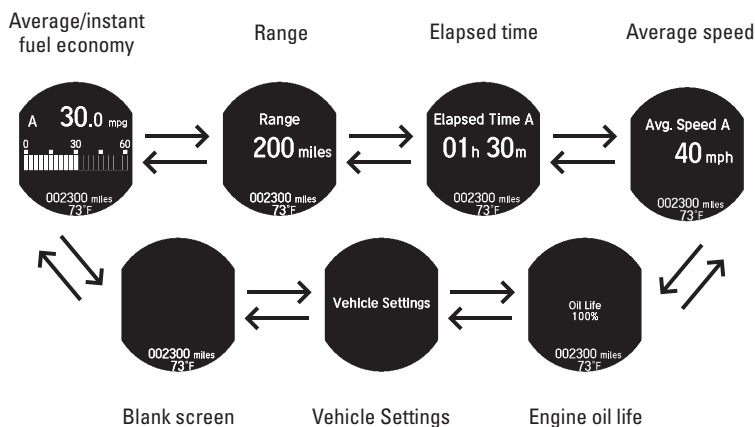 Average/instant
fuel economy
Range
Elapsed time
Average speed
A 30.0 mpg
0 30 60
002300 miles
73°F
Range
200 miles
002300 miles
73°F
Elapsed Time A
01h 30m
002300 miles
73°F
Avg. Speed A
40 mph
002300 miles
73°F
002300 miles
73°F
Vehicle Settings
Oil Life
100%
002300 miles
73°F
Blank screen
Vehicle Settings
Engine oil life